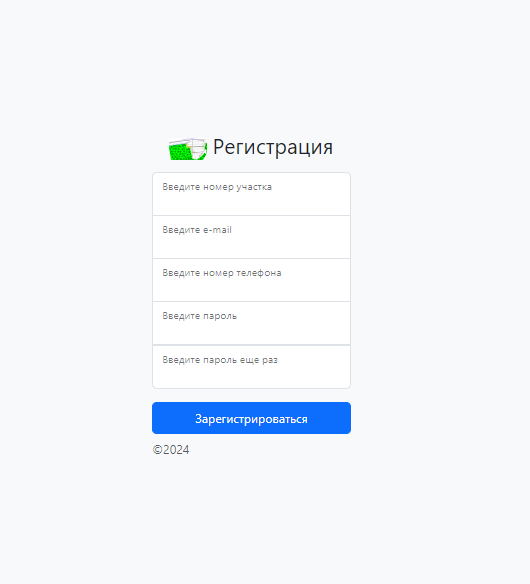 Регистрация
Введите номер участка
Введите e-mail
Введите номер телефона
Введите пароль
Введите пароль еще раз
Зарегистрироваться
©2024